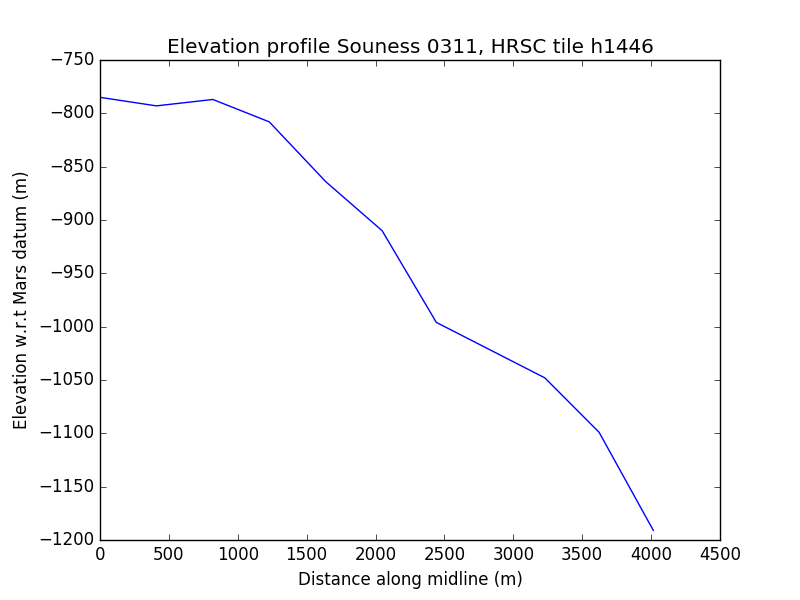 Elevation profile Souness 0311, HRSC tile h1446
−750
−800
−850
−900
−950
−1000
−1050
−1100
−1150
−1200
Elevation w.r.t Mars datum (m)
0 500 1000 1500 2000 2500 3000 3500 4000 4500
Distance along midline (m)